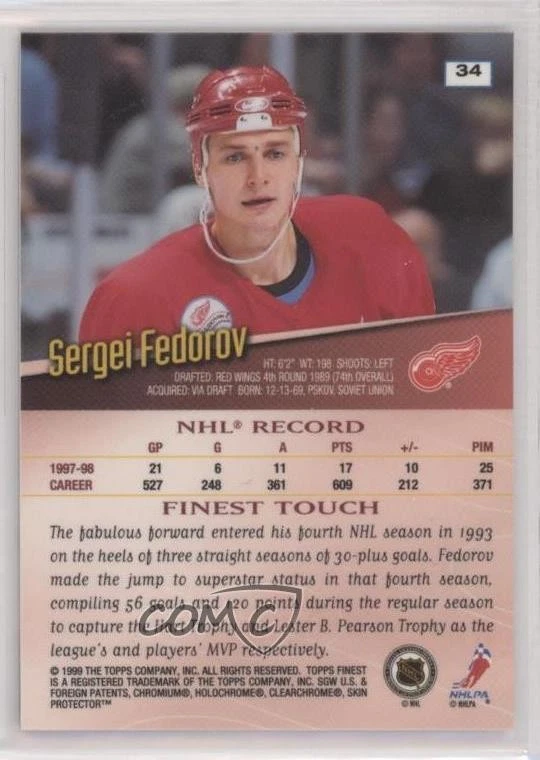 34
Sergei Fedorov
HT: 6'2" WT: 198 SHOOTS: LEFT
DRAFTED: RED WINGS 4th ROUND 1989 (74th OVERALL)
ACQUIRED: VIA DRAFT BORN: 12-13-69, PSKOV, SOVIET UNION
NHL® RECORD
GP G A PTS +/- PIM
1997-98 21 6 11 17 10 25
CAREER 527 248 361 609 212 371
FINEST TOUCH
The fabulous forward entered his fourth NHL season in 1993
on the heels of three straight seasons of 30-plus goals. Fedorov
made the jump to superstar status in that fourth season,
compiling 56 goals and 120 points during the regular season
to capture the Hart Trophy and Lester B. Pearson Trophy as the
league's and players' MVP respectively.
COMC
© 1999 THE TOPPS COMPANY, INC. ALL RIGHTS RESERVED. TOPPS FINEST
IS A REGISTERED TRADEMARK OF THE TOPPS COMPANY, INC. SGW U.S. &
FOREIGN PATENTS, CHROMIUM®, HOLOCHROME®, CLEARCHROME®, SKIN
PROTECTOR™
© NHL
NHLPA
© NHLPA